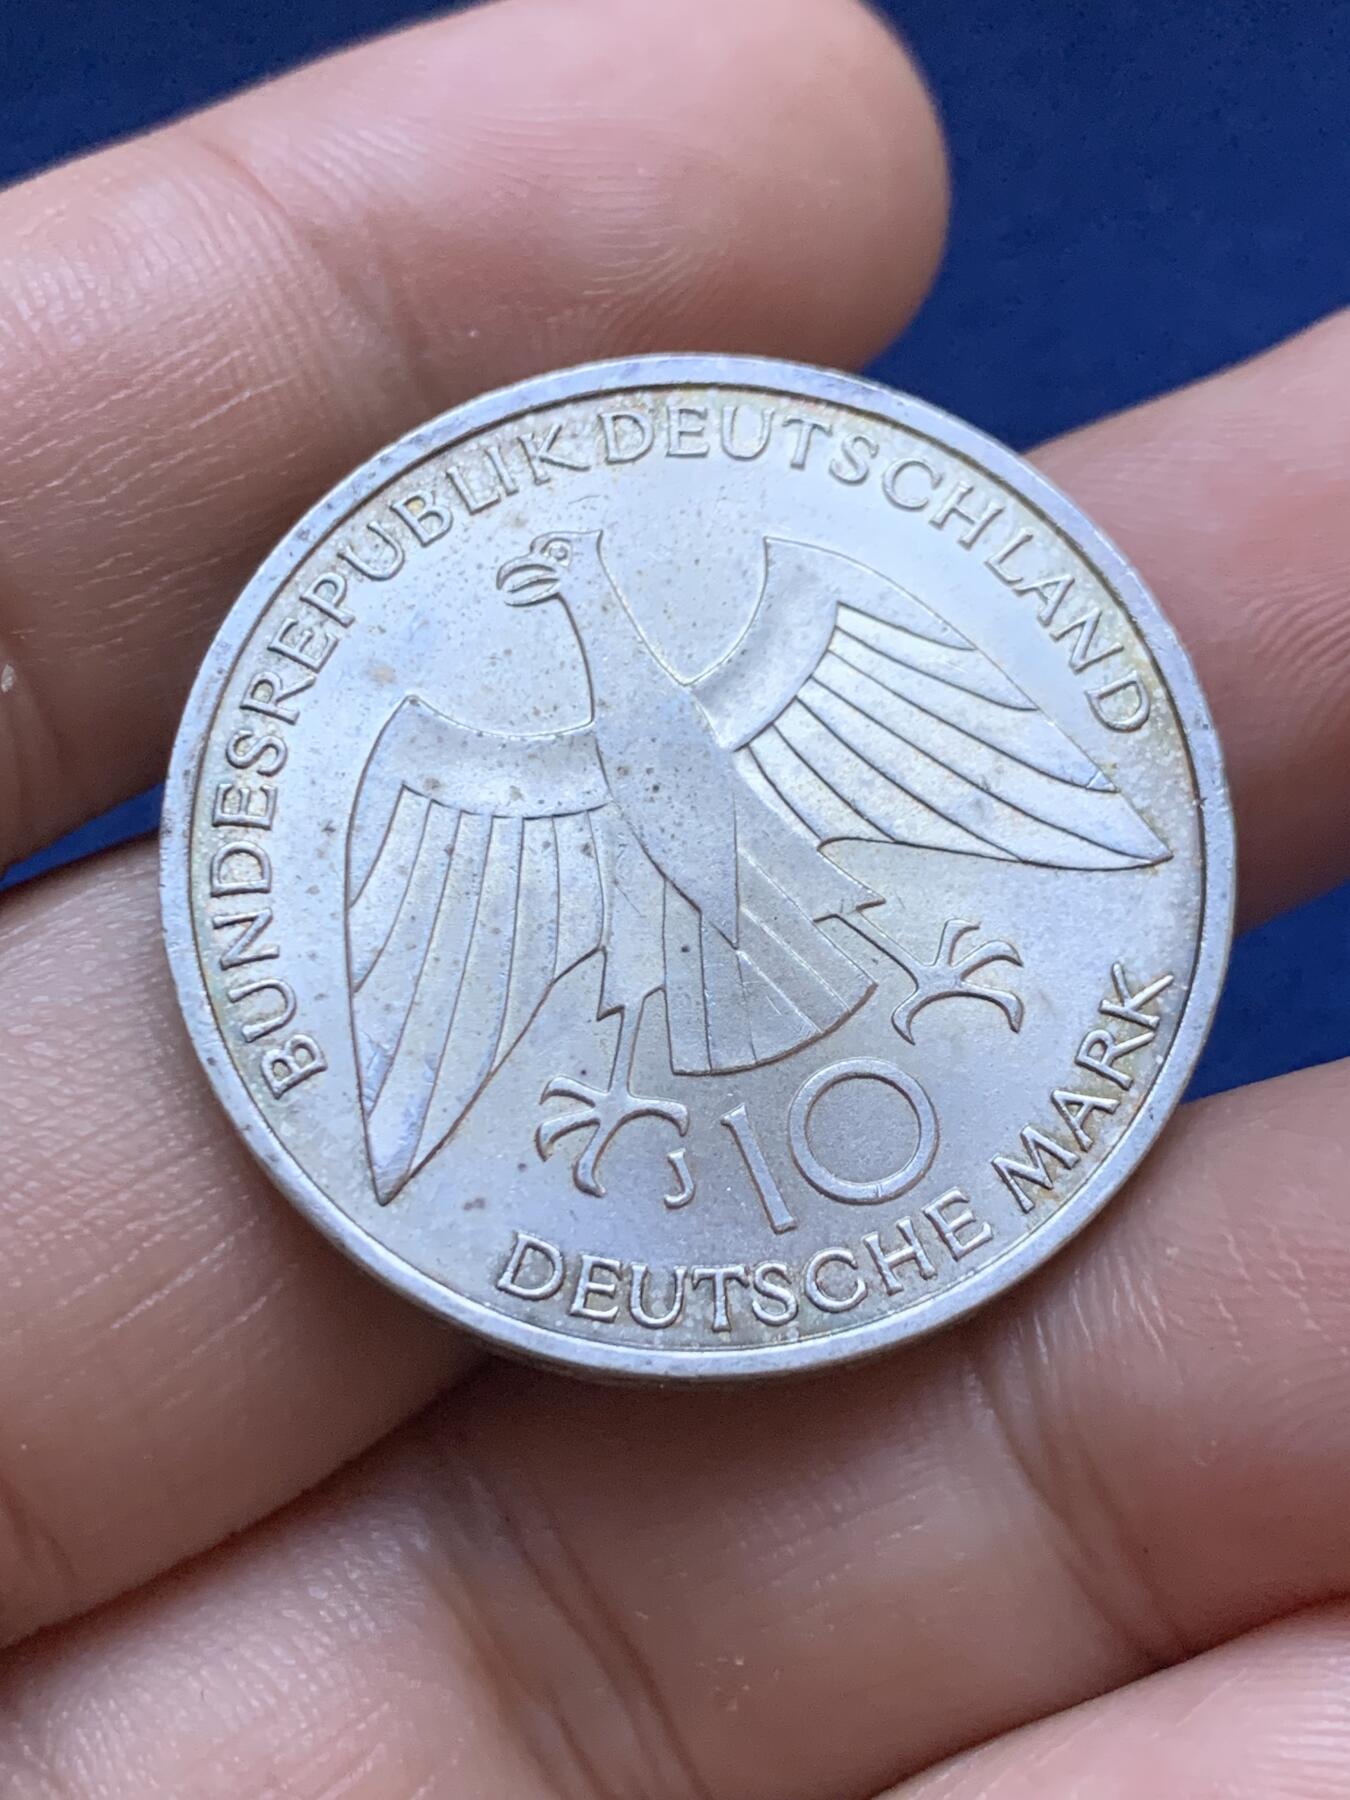 BUNDESREPUBLIK DEUTSCHLAND
J
10
DEUTSCHE MARK